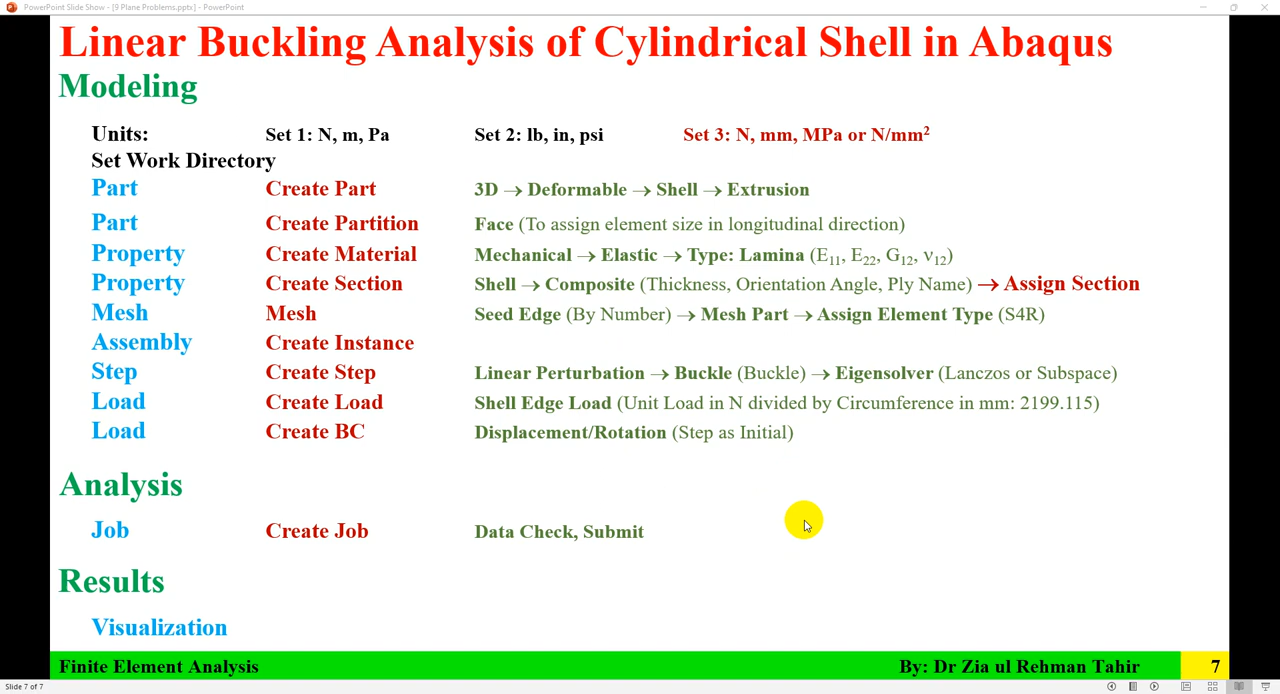 PowerPoint Slide Show - [9 Plane Problems.pptx] - PowerPoint
Linear Buckling Analysis of Cylindrical Shell in Abaqus
Modeling
Units: Set 1: N, m, Pa Set 2: lb, in, psi Set 3: N, mm, MPa or N/mm²
Set Work Directory
Part Create Part 3D → Deformable → Shell → Extrusion
Part Create Partition Face (To assign element size in longitudinal direction)
Property Create Material Mechanical → Elastic → Type: Lamina (E₁₁, E₂₂, G₁₂, ν₁₂)
Property Create Section Shell → Composite (Thickness, Orientation Angle, Ply Name) → Assign Section
Mesh Mesh Seed Edge (By Number) → Mesh Part → Assign Element Type (S4R)
Assembly Create Instance
Step Create Step Linear Perturbation → Buckle (Buckle) → Eigensolver (Lanczos or Subspace)
Load Create Load Shell Edge Load (Unit Load in N divided by Circumference in mm: 2199.115)
Load Create BC Displacement/Rotation (Step as Initial)
Analysis
Job Create Job Data Check, Submit
Results
Visualization
Finite Element Analysis By: Dr Zia ul Rehman Tahir 7
Slide 7 of 7